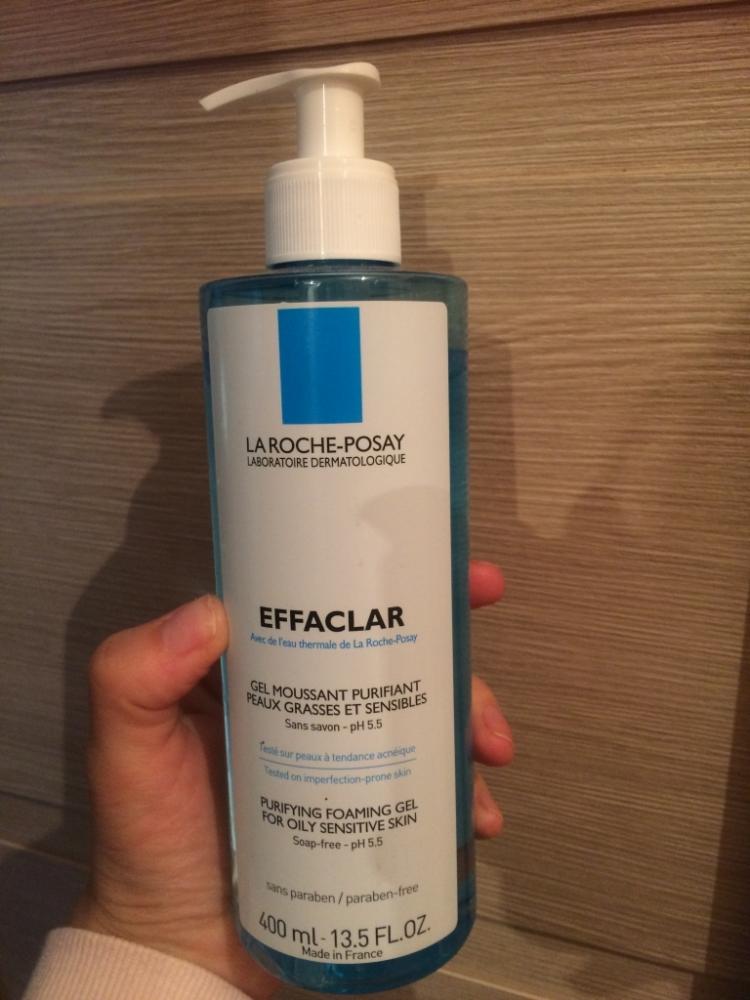 LA ROCHE-POSAY
LABORATOIRE DERMATOLOGIQUE
EFFACLAR
Avec de l'eau thermale de La Roche-Posay
GEL MOUSSANT PURIFIANT
PEAUX GRASSES ET SENSIBLES
Sans savon - pH 5.5
Testé sur peaux à tendance acnéique
Tested on imperfection-prone skin
PURIFYING FOAMING GEL
FOR OILY SENSITIVE SKIN
Soap-free - pH 5.5
sans paraben / paraben-free
400 ml - 13.5 FL.OZ.
Made in France